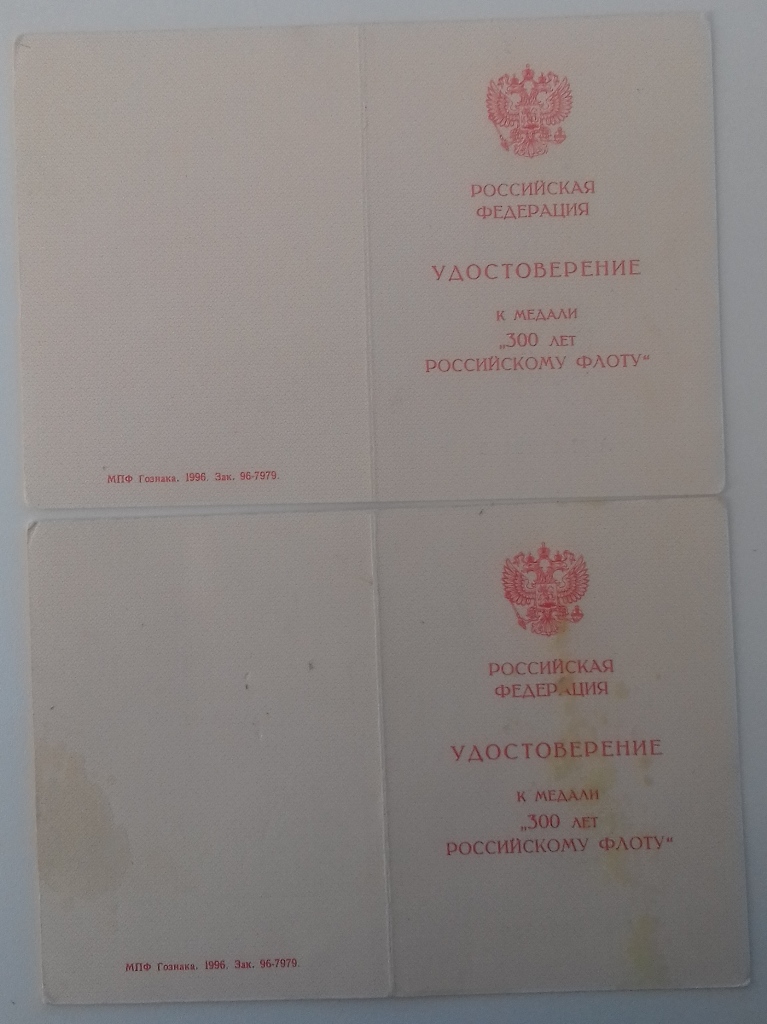 РОССИЙСКАЯ
ФЕДЕРАЦИЯ
УДОСТОВЕРЕНИЕ
К МЕДАЛИ
„300 ЛЕТ
РОССИЙСКОМУ ФЛОТУ“
МПФ Гознака. 1996. Зак. 96-7979.
РОССИЙСКАЯ
ФЕДЕРАЦИЯ
УДОСТОВЕРЕНИЕ
К МЕДАЛИ
„300 ЛЕТ
РОССИЙСКОМУ ФЛОТУ“
МПФ Гознака. 1996. Зак. 96-7979.